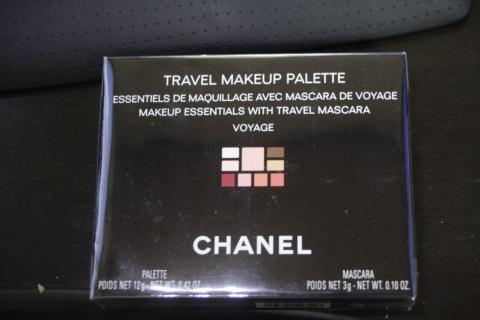 TRAVEL MAKEUP PALETTE
ESSENTIELS DE MAQUILLAGE AVEC MASCARA DE VOYAGE
MAKEUP ESSENTIALS WITH TRAVEL MASCARA
VOYAGE
CHANEL
PALETTE
POIDS NET 12g - NET WT. 0.42 OZ.
MASCARA
POIDS NET 3g - NET WT. 0.10 OZ.